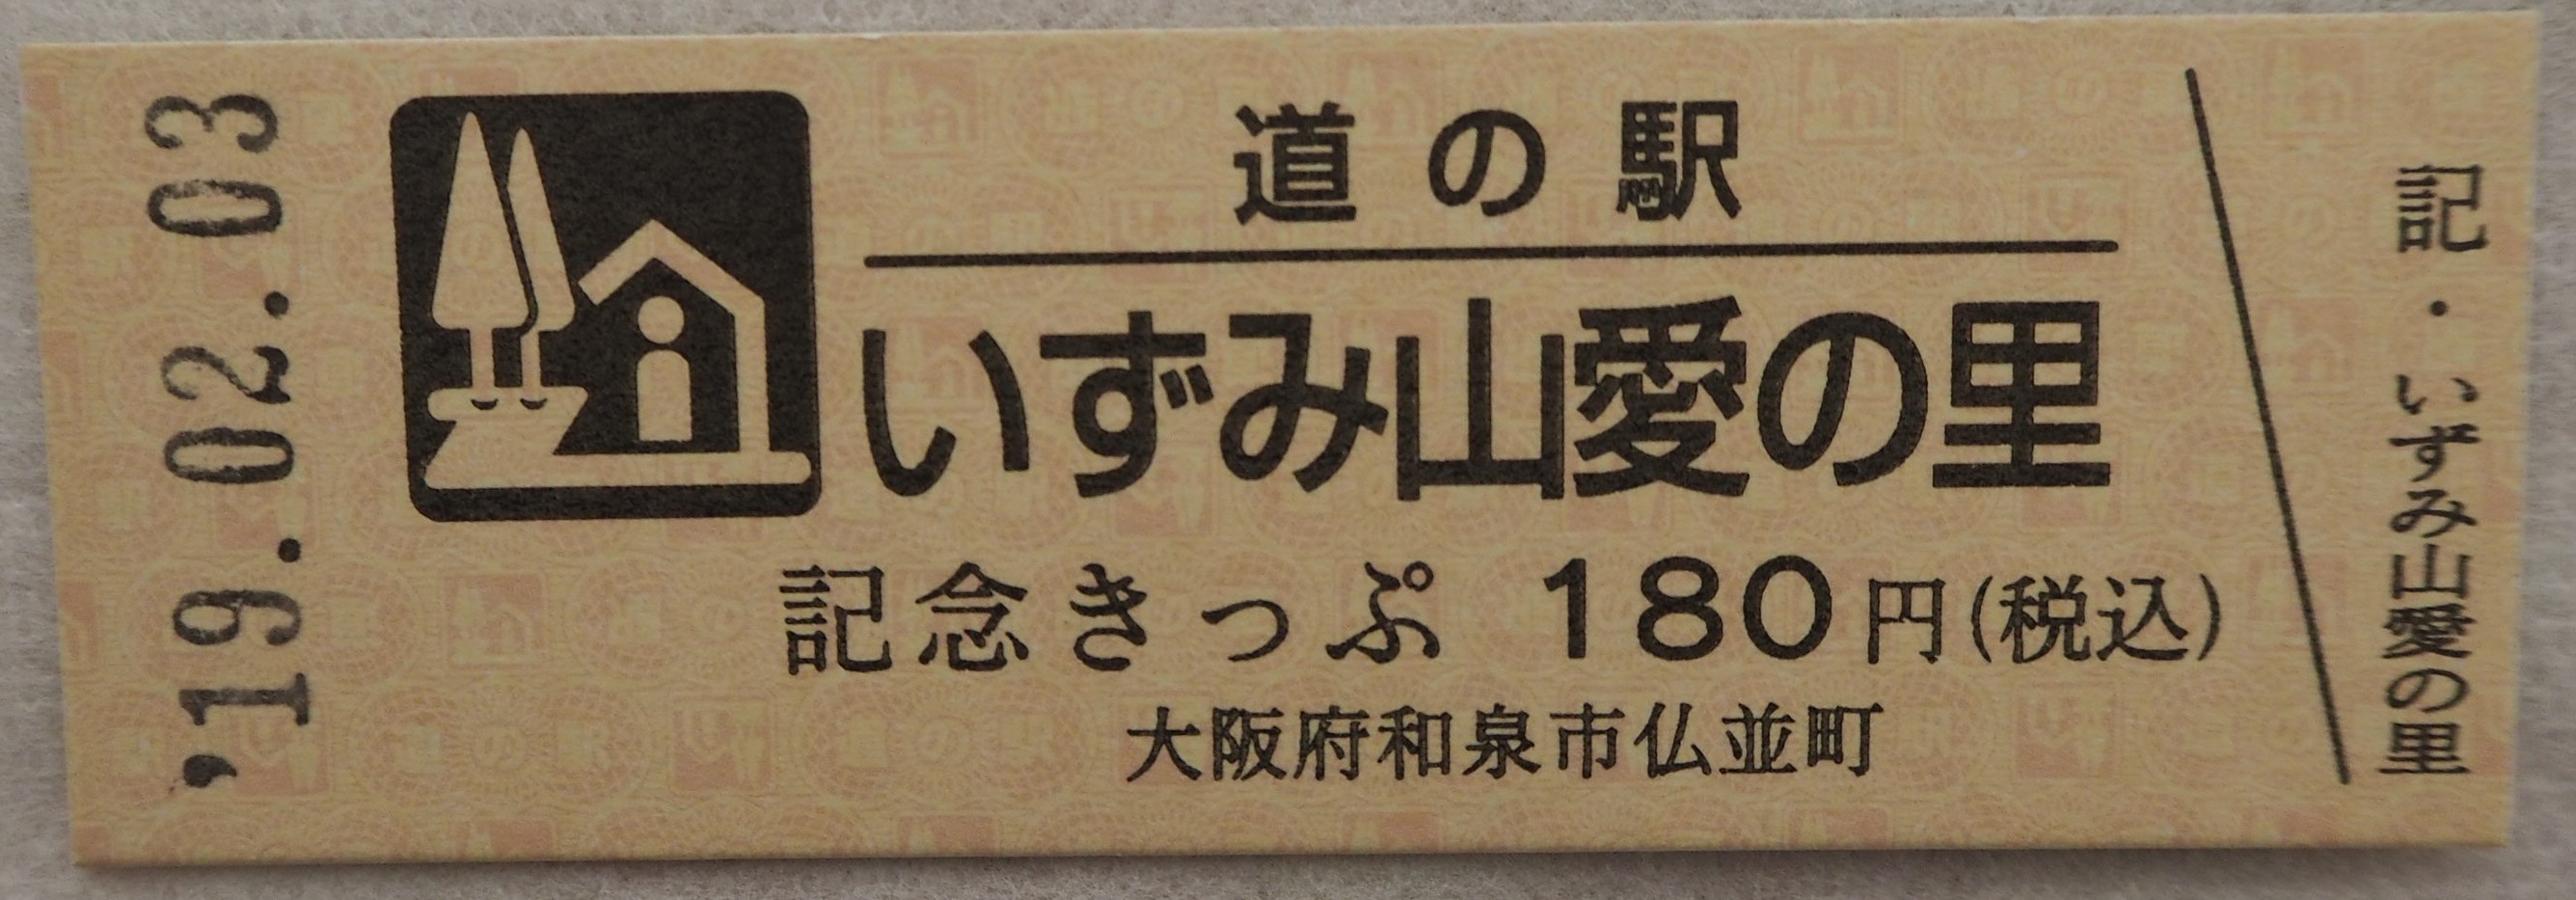 '19.02.03
道の駅
いずみ山愛の里
記念きっぷ 180円(税込)
大阪府和泉市仏並町
記・いずみ山愛の里